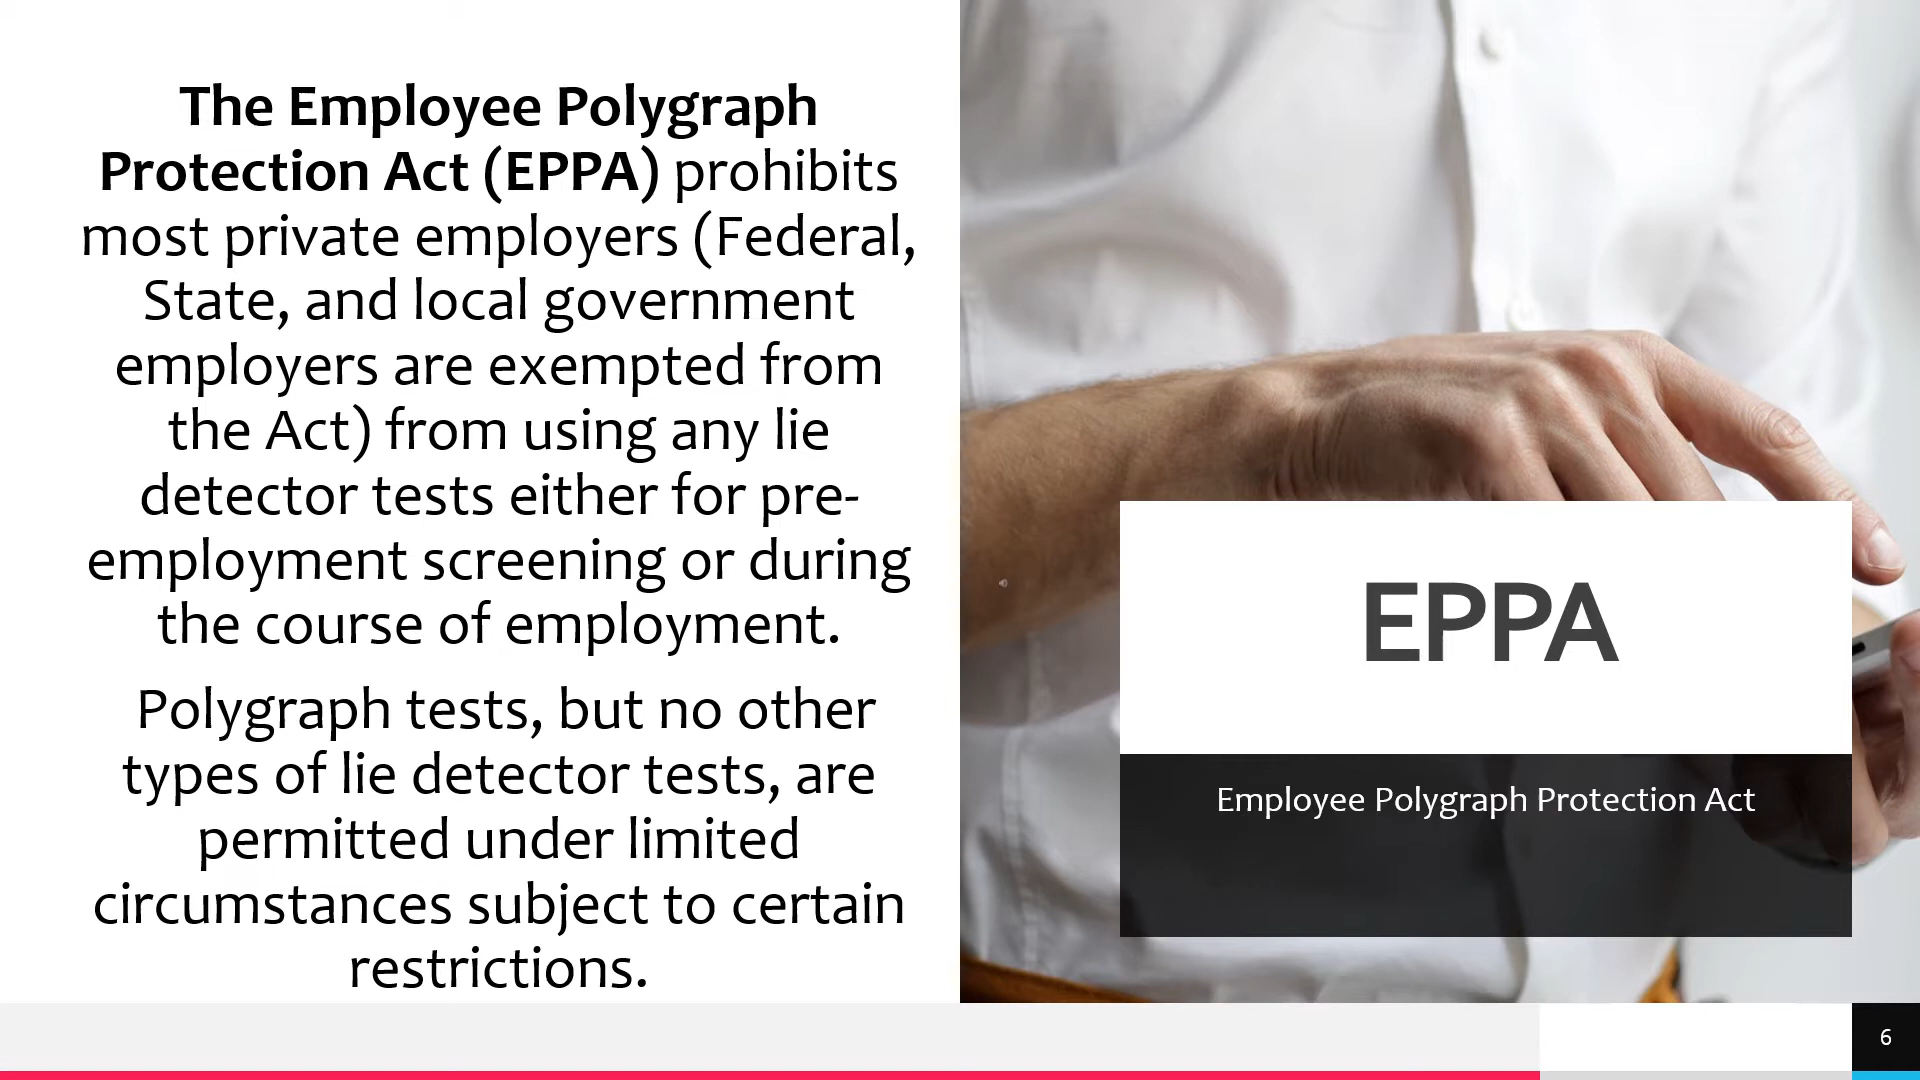 The Employee Polygraph
Protection Act (EPPA) prohibits
most private employers (Federal,
State, and local government
employers are exempted from
the Act) from using any lie
detector tests either for pre-
employment screening or during
the course of employment.
Polygraph tests, but no other
types of lie detector tests, are
permitted under limited
circumstances subject to certain
restrictions.
EPPA
Employee Polygraph Protection Act
6